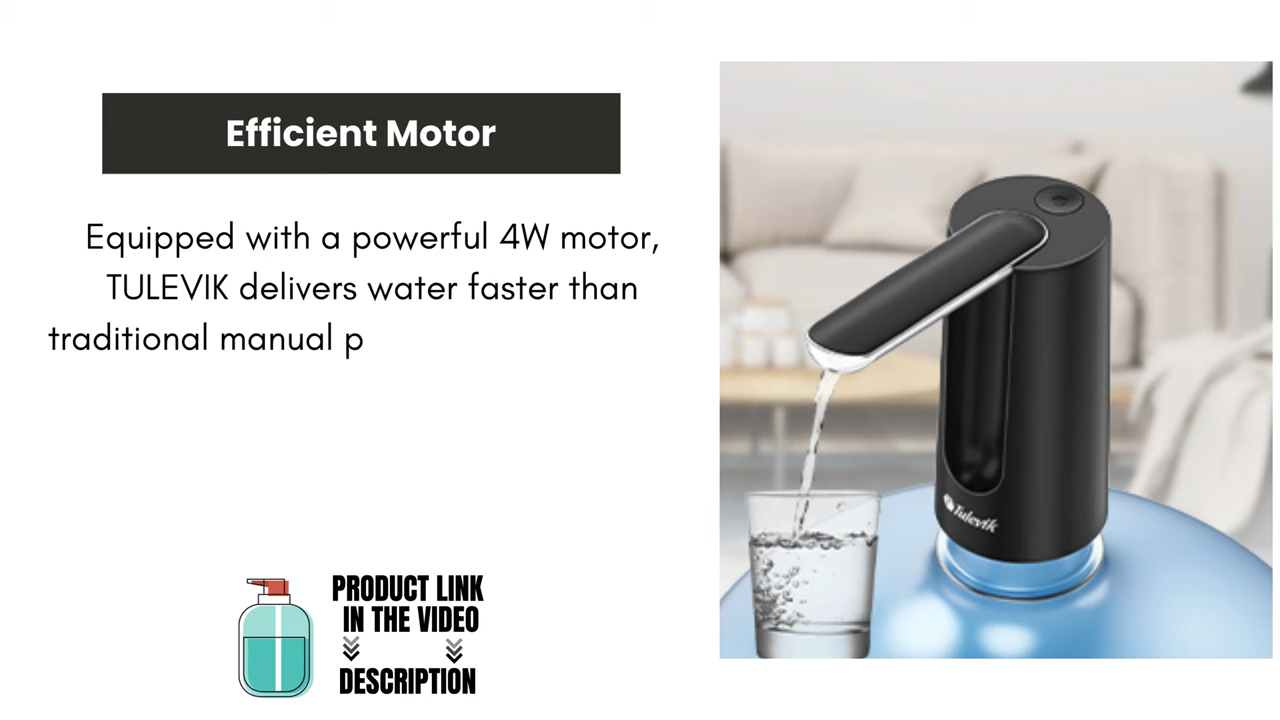 Efficient Motor
Equipped with a powerful 4W motor,
TULEVIK delivers water faster than
traditional manual p
Tulevik
PRODUCT LINK
IN THE VIDEO
DESCRIPTION